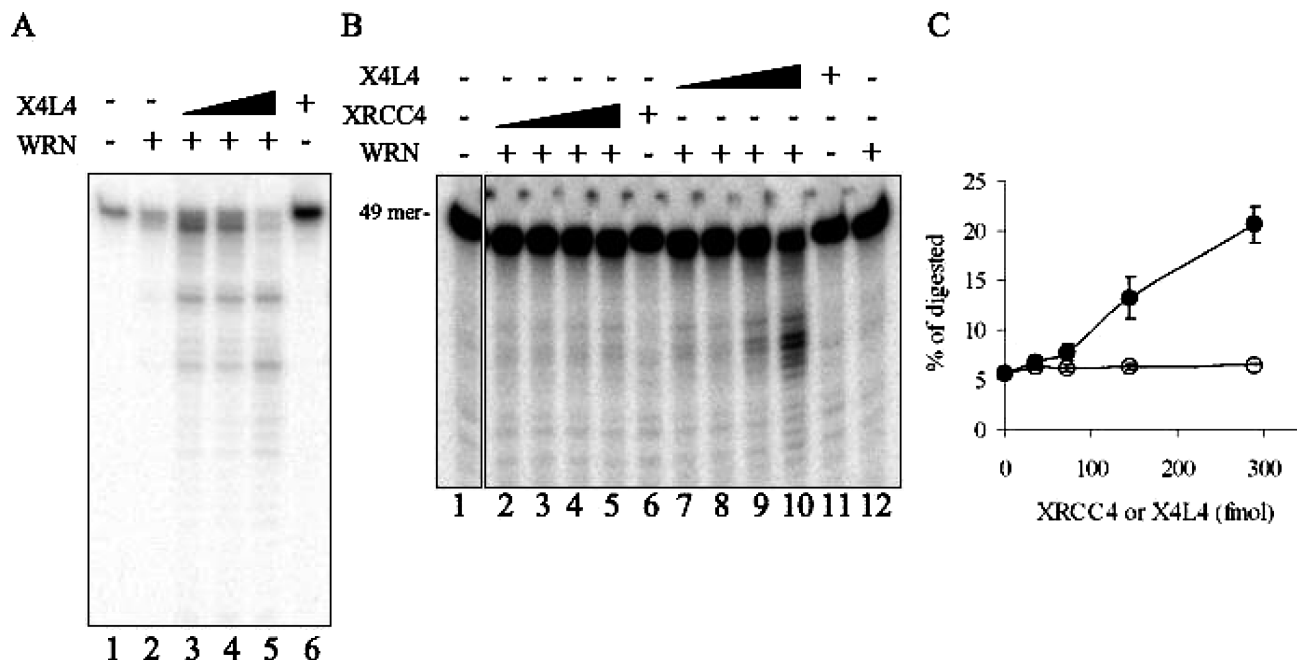 A
X4L4 - - +
WRN - + + + + -
1 2 3 4 5 6
B
X4L4 - - - - - - + -
XRCC4 - + - - - - - -
WRN - + + + + - + + + + - +
49 mer-
1 2 3 4 5 6 7 8 9 10 11 12
C
25
20
15
10
5
0
% of digested
0 100 200 300
XRCC4 or X4L4 (fmol)